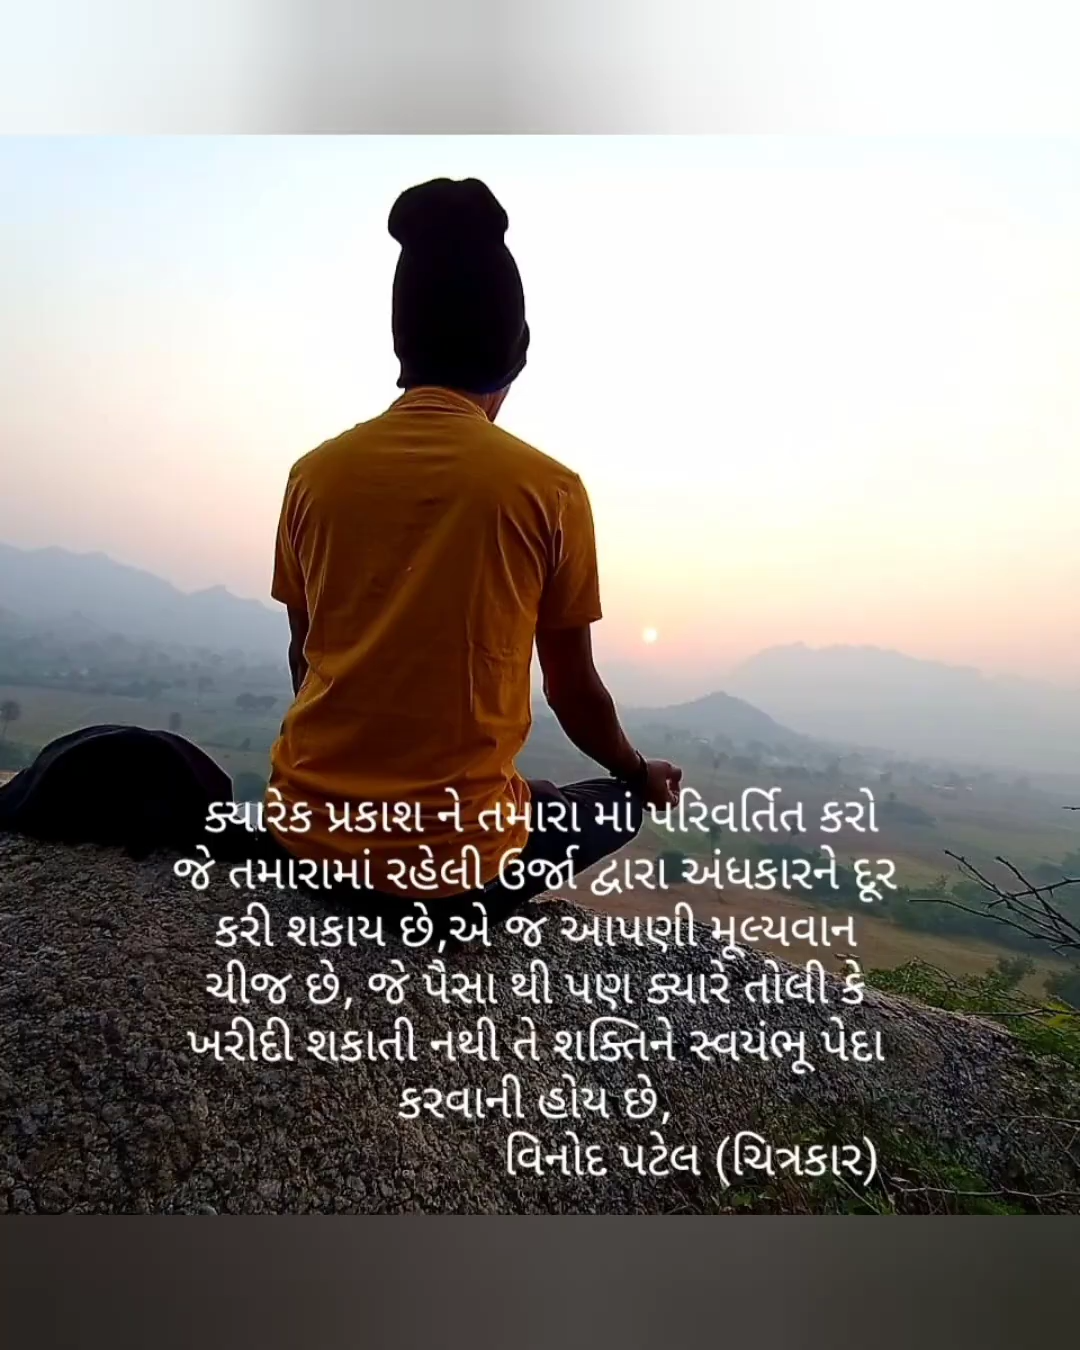 ક્યારેક પ્રકાશ ને તમારા માં પરિવર્તિત કરો
જે તમારામાં રહેલી ઉર્જા દ્વારા અંધકારને દૂર
કરી શકાય છે,એ જ આપણી મૂલ્યવાન
ચીજ છે, જે પૈસા થી પણ ક્યારે તોલી કે
ખરીદી શકાતી નથી તે શક્તિને સ્વયંભૂ પેદા
કરવાની હોય છે,
વિનોદ પટેલ (ચિત્રકાર)